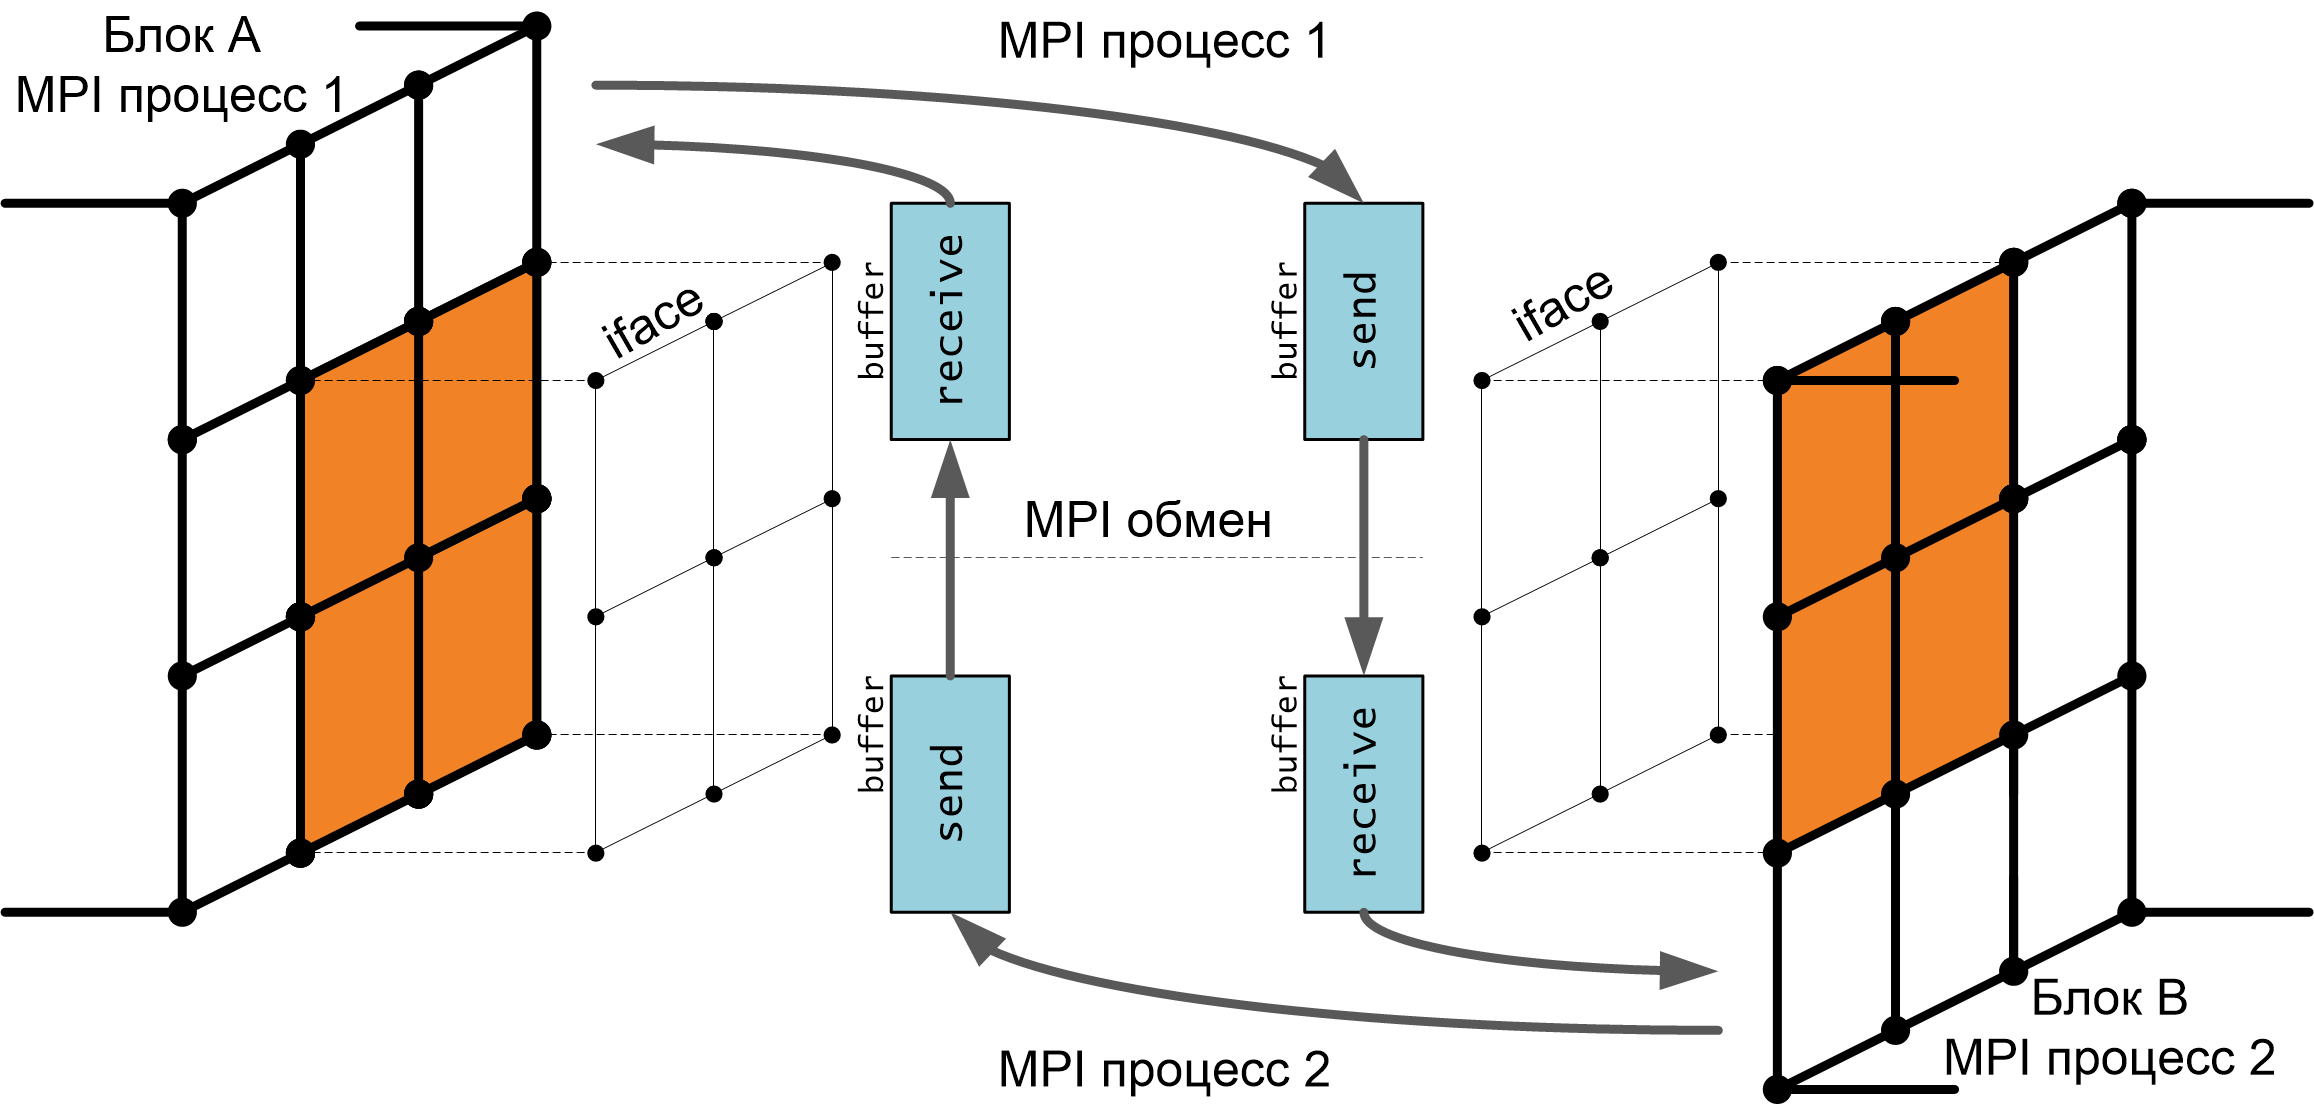 Блок A
MPI процесс 1
MPI процесс 1
iface
buffer
receive
buffer
send
iface
MPI обмен
buffer
send
buffer
receive
MPI процесс 2
Блок B
MPI процесс 2